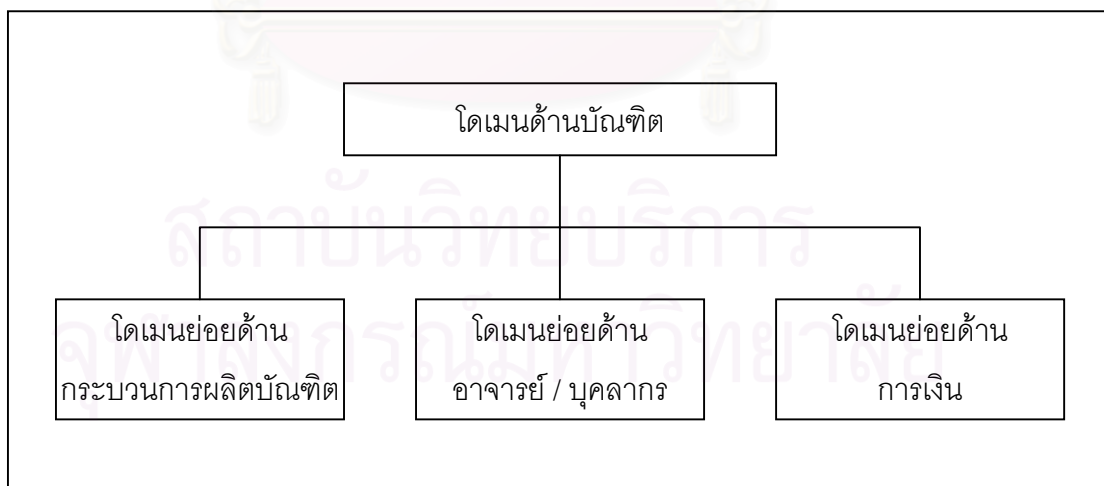 โดเมนด้านบัณฑิต
สถาบันวิทยบริการ
โดเมนย่อยด้าน
กระบวนการผลิตบัณฑิต
โดเมนย่อยด้าน
อาจารย์ / บุคลากร
โดเมนย่อยด้าน
การเงิน
จุฬาลงกรณ์มหาวิทยาลัย